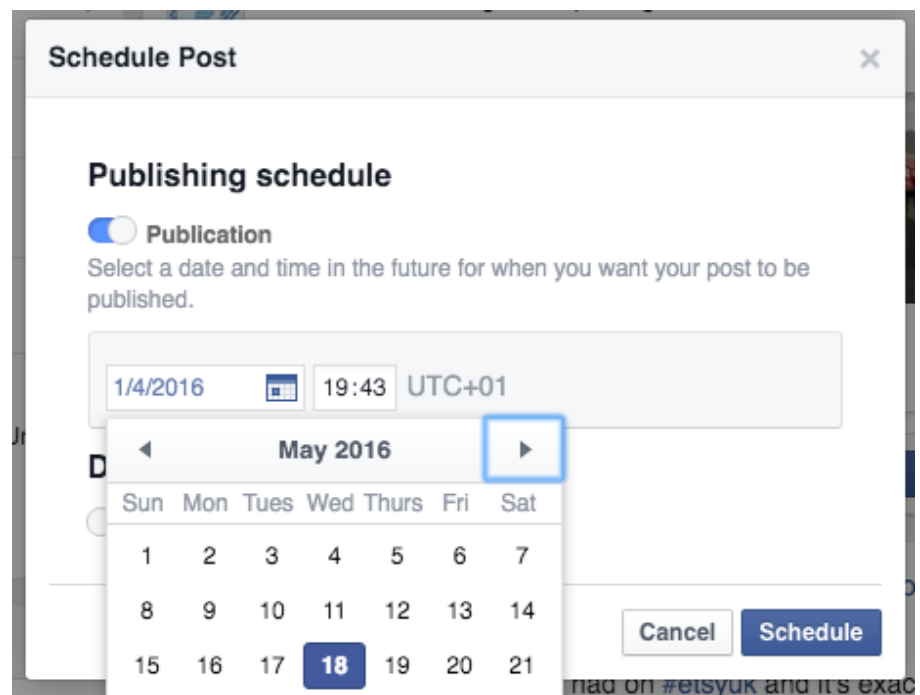 Schedule Post
Publishing schedule
Publication
Select a date and time in the future for when you want your post to be
published.
1/4/2016 19:43 UTC+01
May 2016
D
Sun Mon Tues Wed Thurs Fri Sat
1 2 3 4 5 6 7
8 9 10 11 12 13 14
Cancel Schedule
15 16 17 18 19 20 21
had on #etsyuk and it's exac